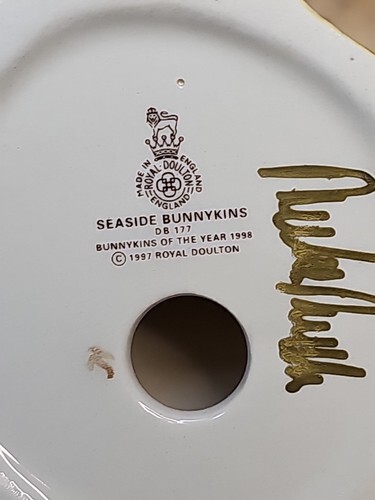 MADE IN ENGLAND
ROYAL DOULTON
ENGLAND
SEASIDE BUNNYKINS
DB 177
BUNNYKINS OF THE YEAR 1998
© 1997 ROYAL DOULTON